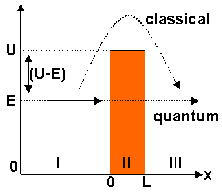 classical
U
(U-E)
E
quantum
I II III
0
0 L x